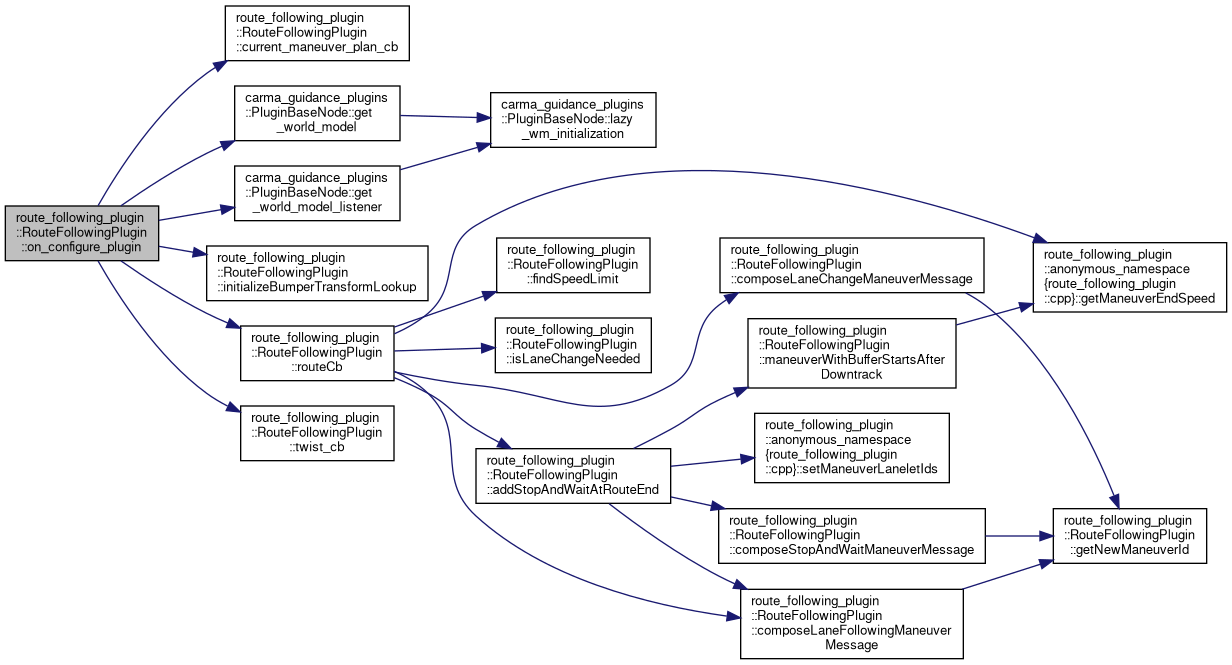 route_following_plugin
::RouteFollowingPlugin
::on_configure_plugin
route_following_plugin
::RouteFollowingPlugin
::current_maneuver_plan_cb
carma_guidance_plugins
::PluginBaseNode::get
_world_model
carma_guidance_plugins
::PluginBaseNode::get
_world_model_listener
route_following_plugin
::RouteFollowingPlugin
::initializeBumperTransformLookup
route_following_plugin
::RouteFollowingPlugin
::routeCb
route_following_plugin
::RouteFollowingPlugin
::twist_cb
carma_guidance_plugins
::PluginBaseNode::lazy
_wm_initialization
route_following_plugin
::RouteFollowingPlugin
::findSpeedLimit
route_following_plugin
::RouteFollowingPlugin
::isLaneChangeNeeded
route_following_plugin
::RouteFollowingPlugin
::addStopAndWaitAtRouteEnd
route_following_plugin
::RouteFollowingPlugin
::composeLaneChangeManeuverMessage
route_following_plugin
::RouteFollowingPlugin
::maneuverWithBufferStartsAfter
Downtrack
route_following_plugin
::anonymous_namespace
{route_following_plugin
::cpp}::setManeuverLaneletIds
route_following_plugin
::RouteFollowingPlugin
::composeStopAndWaitManeuverMessage
route_following_plugin
::RouteFollowingPlugin
::composeLaneFollowingManeuver
Message
route_following_plugin
::anonymous_namespace
{route_following_plugin
::cpp}::getManeuverEndSpeed
route_following_plugin
::RouteFollowingPlugin
::getNewManeuverId